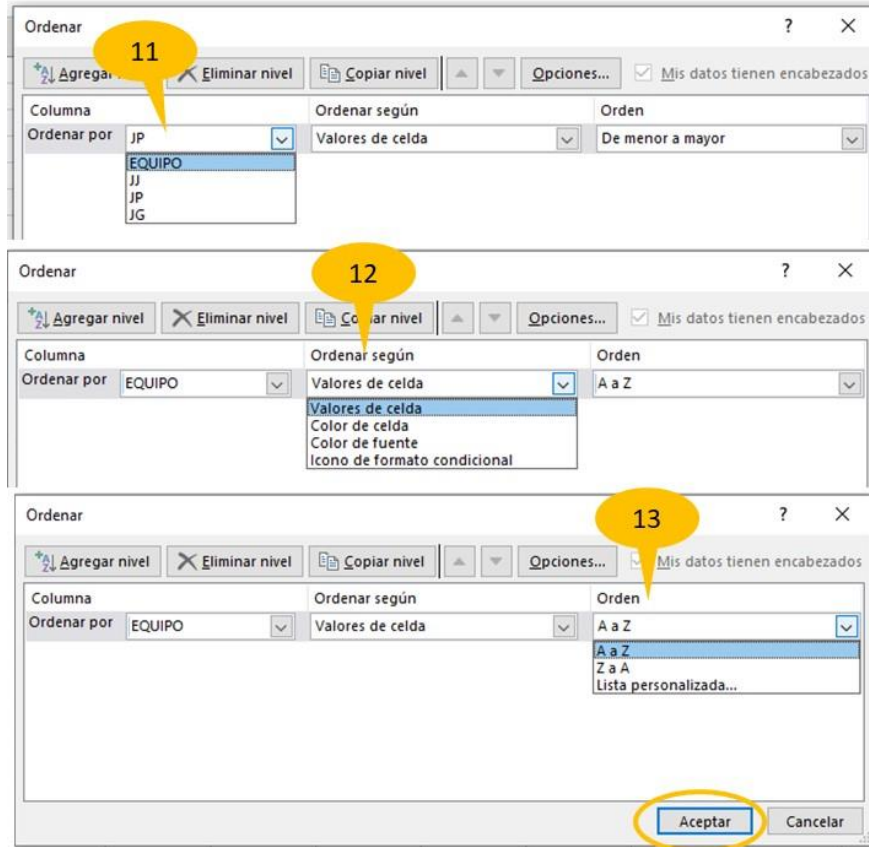 Ordenar ? X
11
Agregar Eliminar nivel Copiar nivel Opciones... Mis datos tienen encabezados
Columna Ordenar según Orden
Ordenar por JP Valores de celda De menor a mayor
EQUIPO
JJ
JP
JG
Ordenar ? X
12
Agregar nivel Eliminar nivel nivel Opciones... Mis datos tienen encabezados
Columna Ordenar según Orden
Ordenar por EQUIPO Valores de celda A a Z
Valores de celda
Color de celda
Color de fuente
Icono de formato condicional
Ordenar ? X
13
Agregar nivel Eliminar nivel Copiar nivel Opciones... Mis datos tienen encabezados
Columna Ordenar según Orden
Ordenar por EQUIPO Valores de celda A a Z
A a Z
Z a A
Lista personalizada...
Aceptar Cancelar